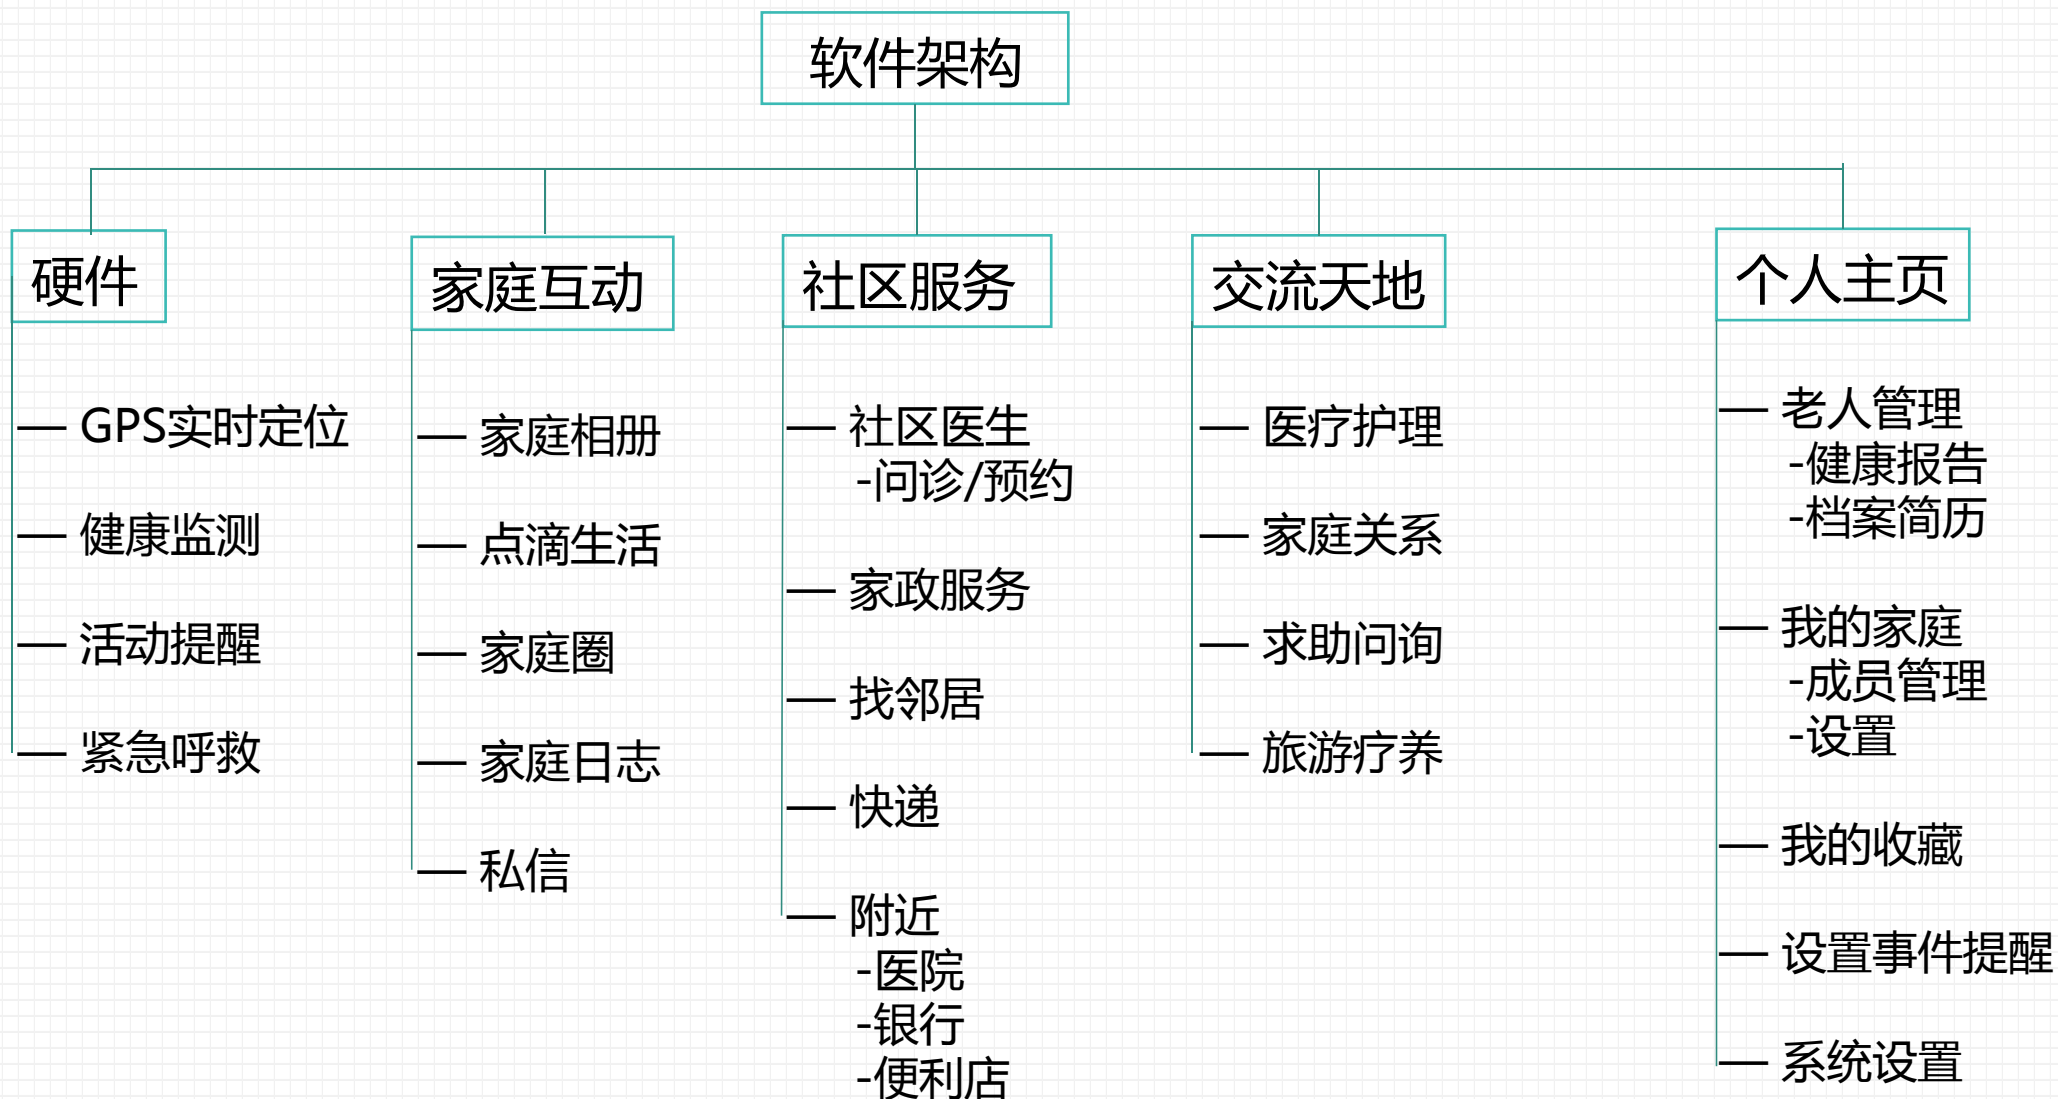 软件架构
硬件
— GPS实时定位
— 健康监测
— 活动提醒
— 紧急呼救
家庭互动
— 家庭相册
— 点滴生活
— 家庭圈
— 家庭日志
— 私信
社区服务
— 社区医生
-问诊/预约
— 家政服务
— 找邻居
— 快递
— 附近
-医院
-银行
-便利店
交流天地
— 医疗护理
— 家庭关系
— 求助问询
— 旅游疗养
个人主页
— 老人管理
-健康报告
-档案简历
— 我的家庭
-成员管理
-设置
— 我的收藏
— 设置事件提醒
— 系统设置